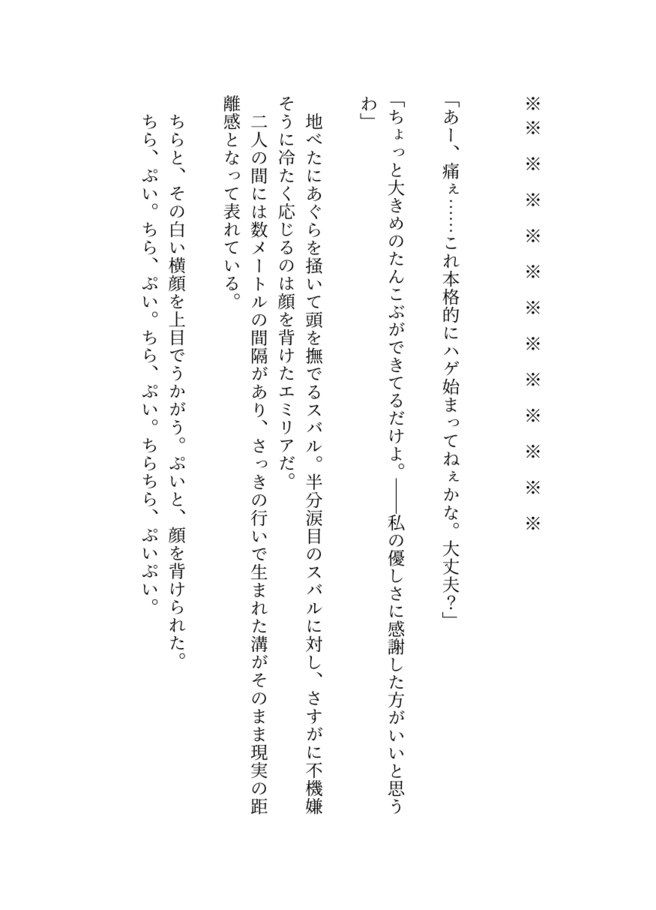 ※※ ※ ※ ※ ※ ※ ※ ※ ※ ※ ※ ※
「あー、痛ぇ……これ本格的にハゲ始まってねぇかな。大丈夫？」
「ちょっと大きめのたんこぶができてるだけよ。――私の優しさに感謝した方がいいと思う
わ」
地べたにあぐらを掻いて頭を撫でるスバル。半分涙目のスバルに対し、さすがに不機嫌
そうに冷たく応じるのは顔を背けたエミリアだ。
二人の間には数メートルの間隔があり、さっきの行いで生まれた溝がそのまま現実の距
離感となって表れている。
ちらと、その白い横顔を上目でうかがう。ぷいと、顔を背けられた。
ちら、ぷい。ちら、ぷい。ちら、ぷい。ちらちら、ぷいぷい。